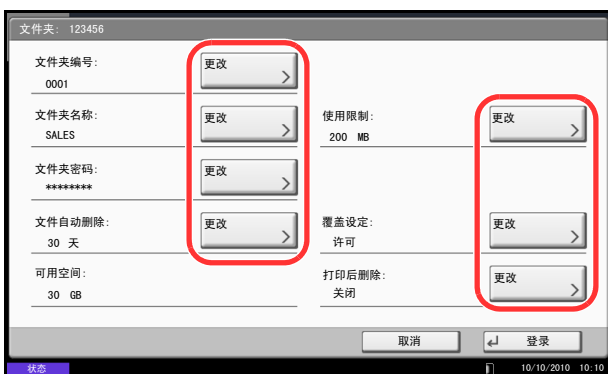 文件夹: 123456
文件夹编号:
0001
更改
文件夹名称:
SALES
更改
使用限制:
200 MB
更改
文件夹密码:
********
更改
文件自动删除:
30 天
更改
覆盖设定:
许可
更改
可用空间:
30 GB
打印后删除:
关闭
更改
取消
登录
状态
10/10/2010 10:10